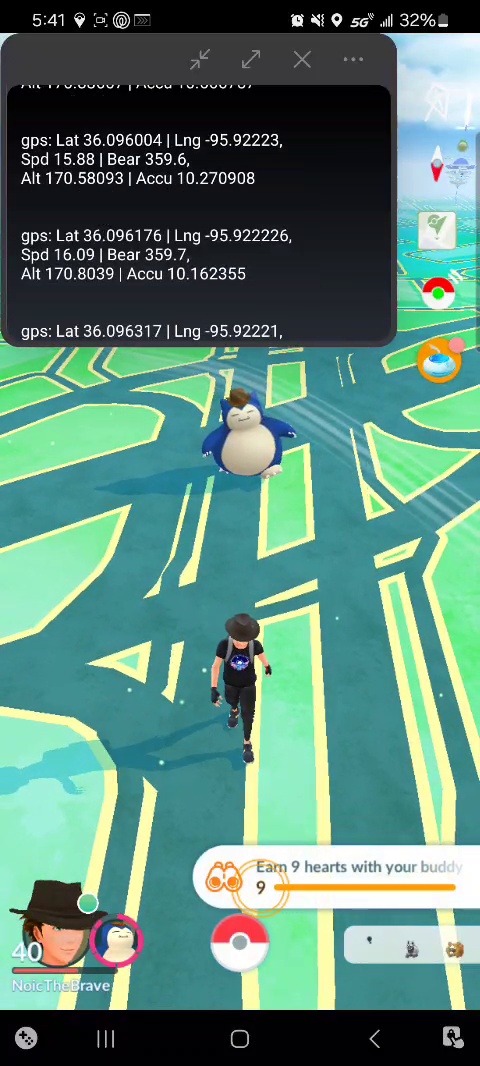 5:41
5G
32%
gps: Lat 36.096004 | Lng -95.92223,
Spd 15.88 | Bear 359.6,
Alt 170.58093 | Accu 10.270908
gps: Lat 36.096176 | Lng -95.922226,
Spd 16.09 | Bear 359.7,
Alt 170.8039 | Accu 10.162355
gps: Lat 36.096317 | Lng -95.92221,
Earn 9 hearts with your buddy
9
40
NoicTheBrave